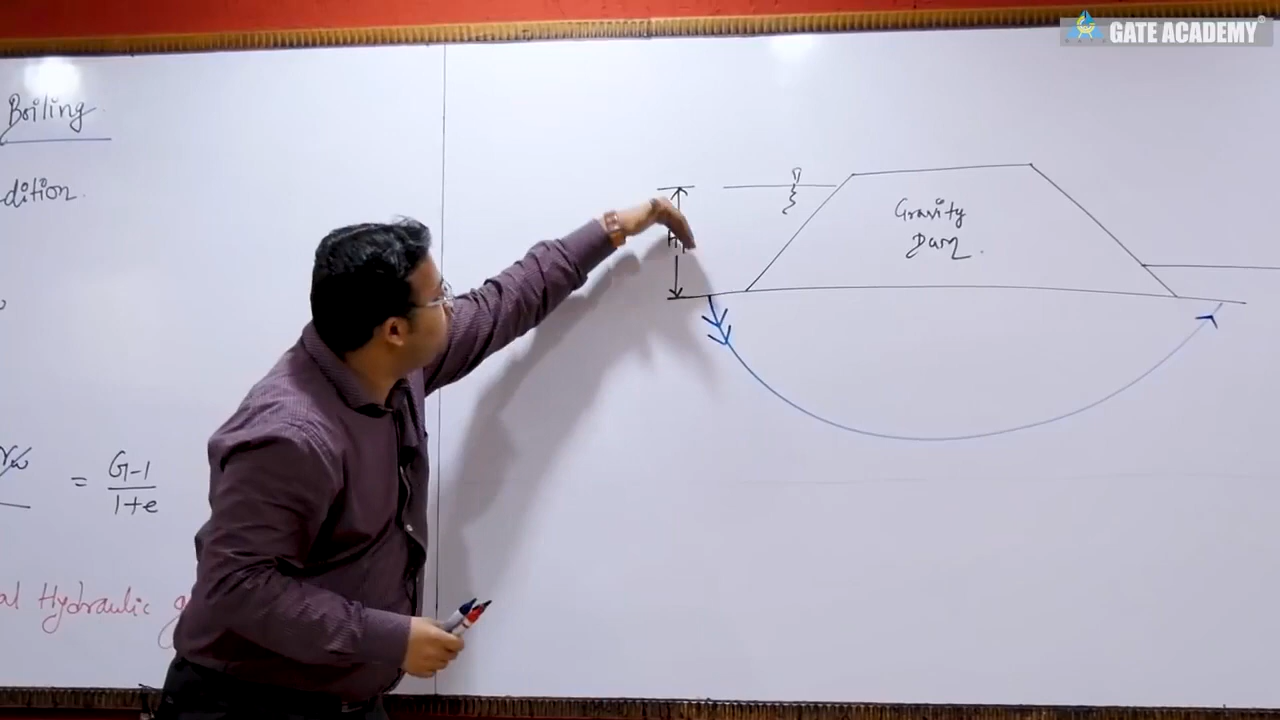 GATE ACADEMY
Boiling
dition.
= G-1
1+e
al Hydraulic g
Gravity
Dam.